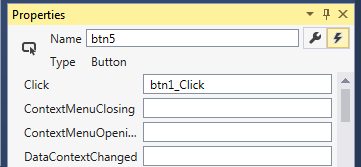 Properties
Name btn5
Type Button
Click btn1_Click
ContextMenuClosing
ContextMenuOpeni...
DataContextChanged